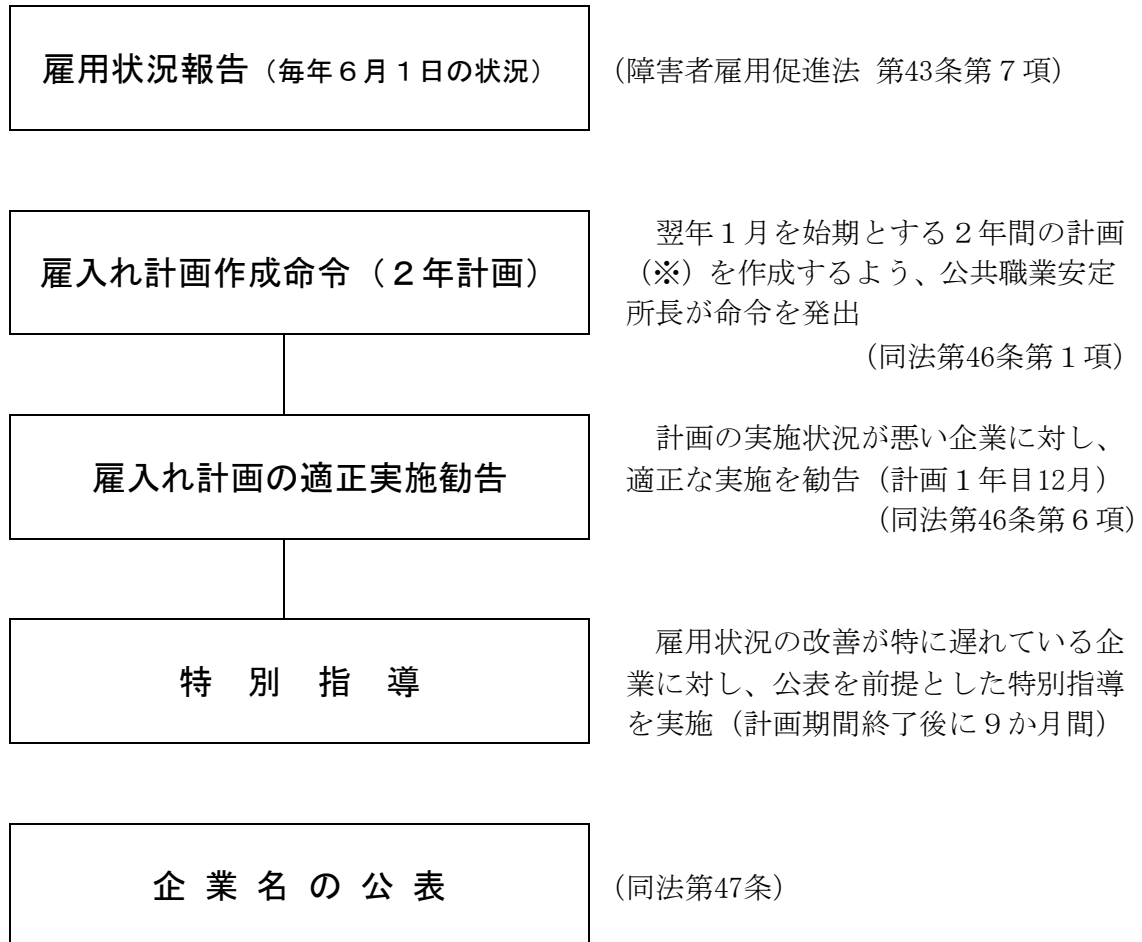 雇用状況報告（毎年６月１日の状況）
（障害者雇用促進法 第43条第７項）
雇入れ計画作成命令（２年計画）
翌年１月を始期とする２年間の計画
（※）を作成するよう、公共職業安定
所長が命令を発出
（同法第46条第１項）
雇入れ計画の適正実施勧告
計画の実施状況が悪い企業に対し、
適正な実施を勧告（計画１年目12月）
（同法第46条第６項）
特 別 指 導
雇用状況の改善が特に遅れている企
業に対し、公表を前提とした特別指導
を実施（計画期間終了後に９か月間）
企 業 名 の 公 表
（同法第47条）